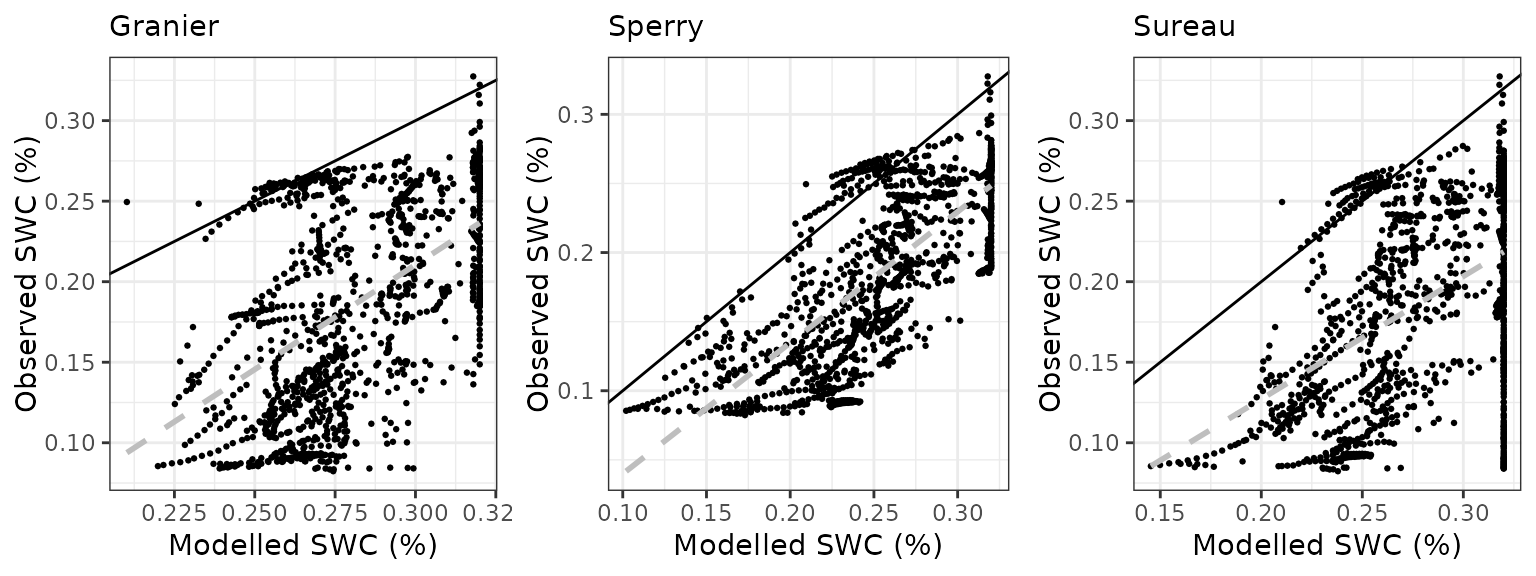 Granier
Observed SWC (%)
0.30
0.25
0.20
0.15
0.10
0.225 0.250 0.275 0.300 0.32
Modelled SWC (%)
Sperry
Observed SWC (%)
0.3
0.2
0.1
0.10 0.15 0.20 0.25 0.30
Modelled SWC (%)
Sureau
Observed SWC (%)
0.30
0.25
0.20
0.15
0.10
0.15 0.20 0.25 0.30
Modelled SWC (%)